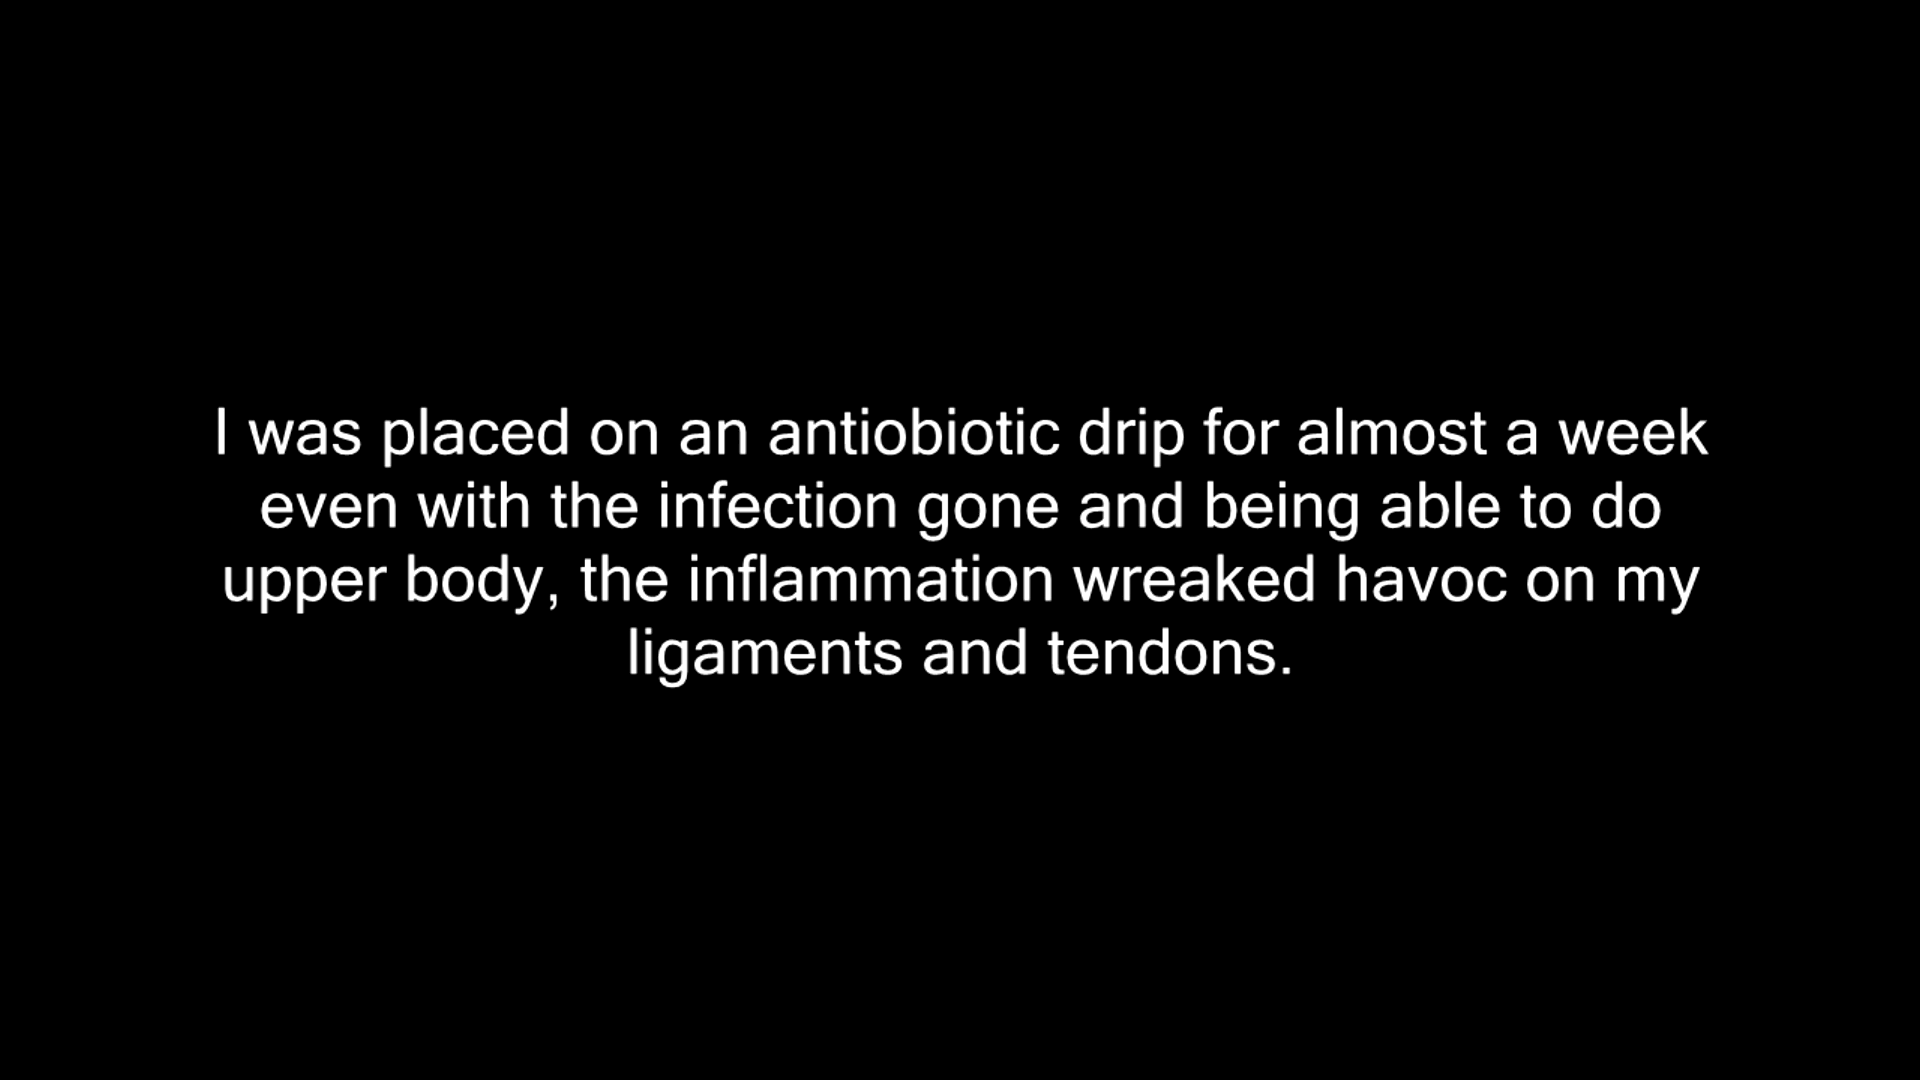 I was placed on an antiobiotic drip for almost a week
even with the infection gone and being able to do
upper body, the inflammation wreaked havoc on my
ligaments and tendons.